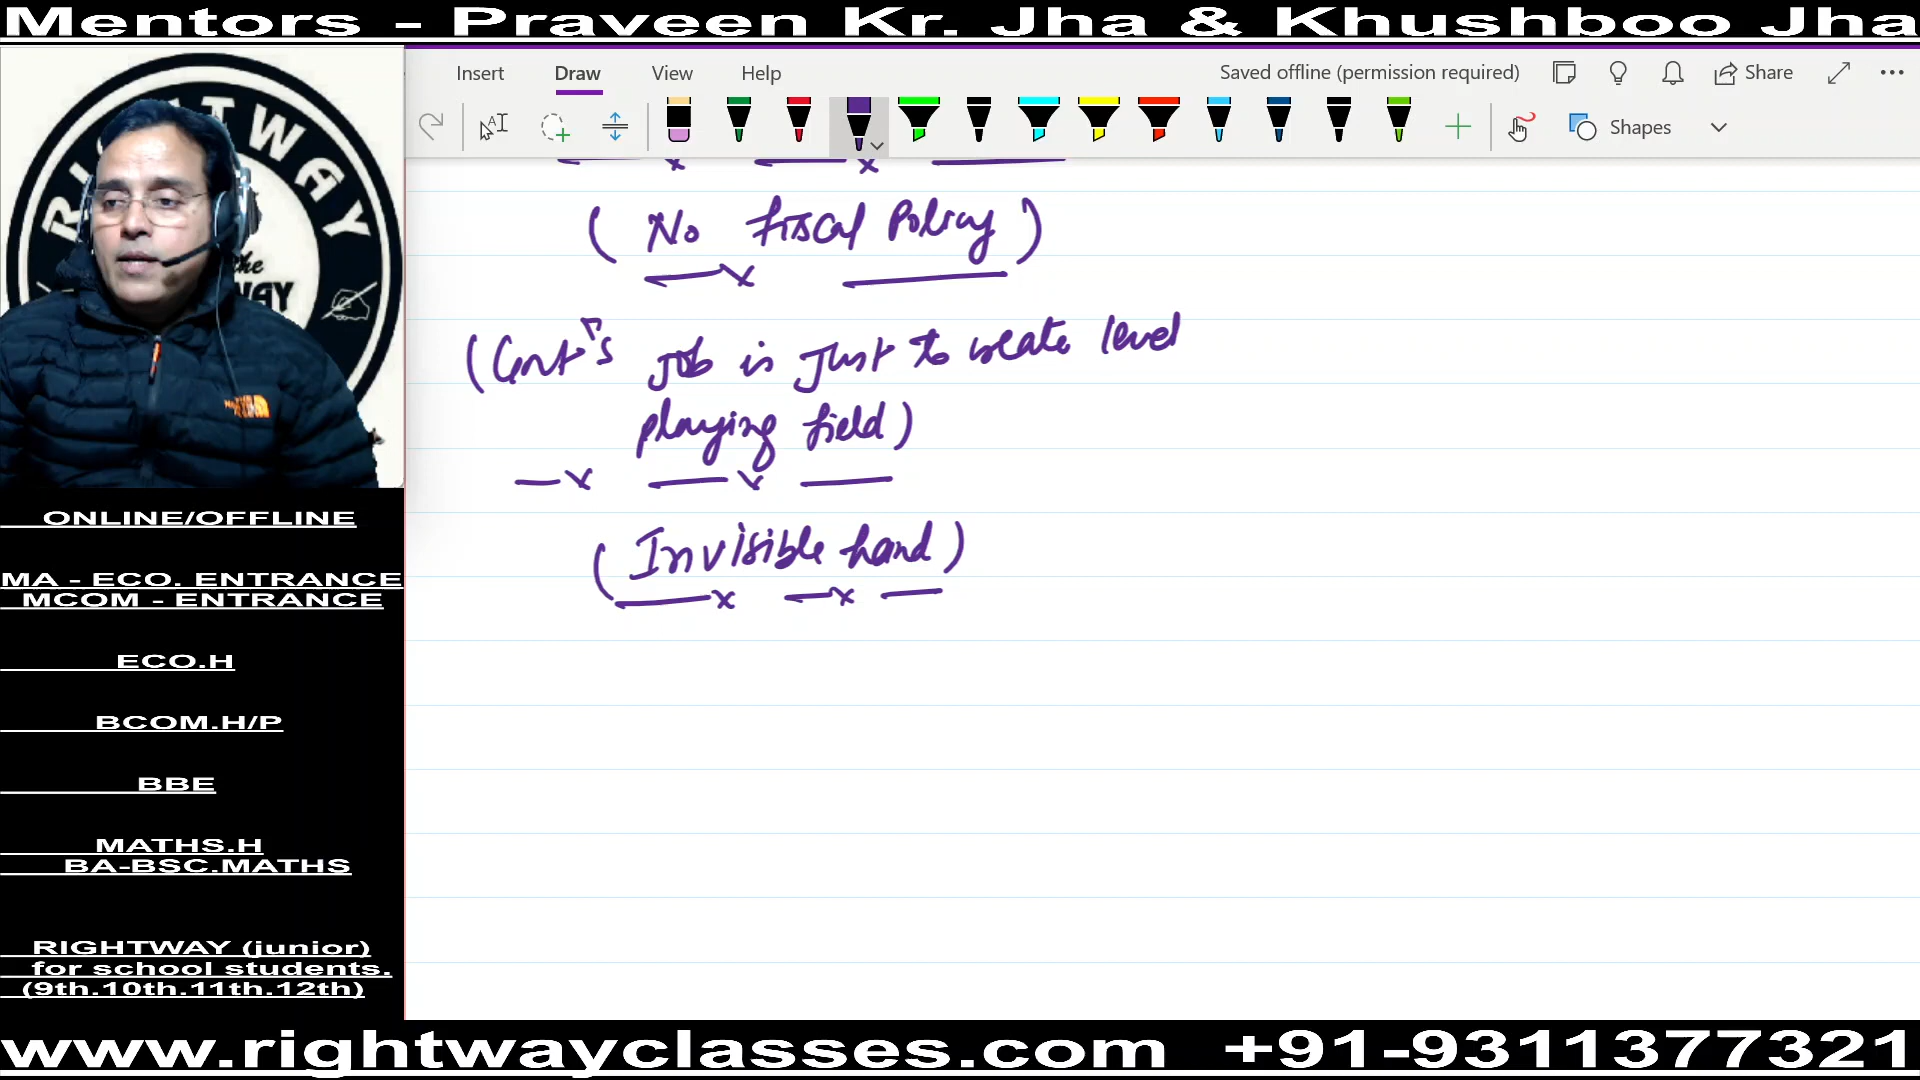 Mentors - Praveen Kr. Jha & Khushboo Jha
Insert Draw View Help Saved offline (permission required) Share
Shapes
RIGHTWAY
the
WAY
(No fiscal Policy)
(Govt's job is just to create level
playing field)
(Invisible hand)
ONLINE/OFFLINE
MA - ECO. ENTRANCE
MCOM - ENTRANCE
ECO.H
BCOM.H/P
BBE
MATHS.H
BA-BSC.MATHS
RIGHTWAY (junior)
for school students.
(9th.10th.11th.12th)
www.rightwayclasses.com +91-9311377321